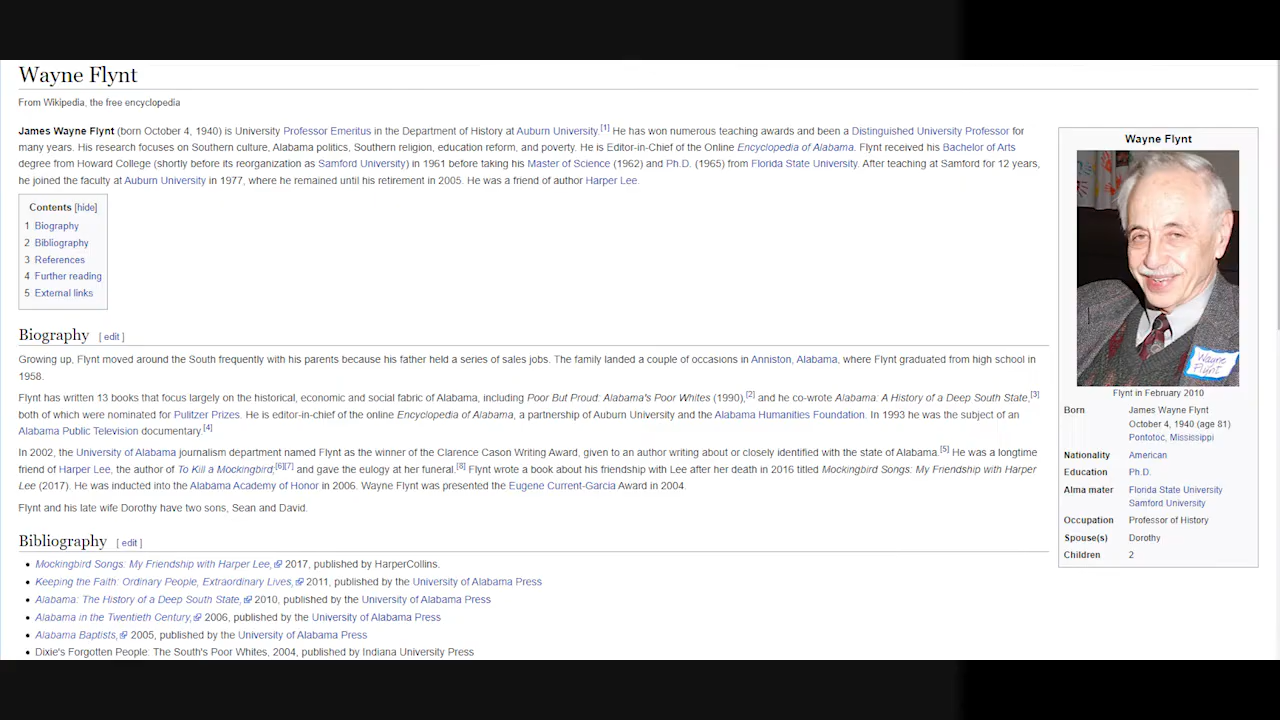 Wayne Flynt
From Wikipedia, the free encyclopedia
James Wayne Flynt (born October 4, 1940) is University Professor Emeritus in the Department of History at Auburn University.[1] He has won numerous teaching awards and been a Distinguished University Professor for
many years. His research focuses on Southern culture, Alabama politics, Southern religion, education reform, and poverty. He is Editor-in-Chief of the Online Encyclopedia of Alabama. Flynt received his Bachelor of Arts
degree from Howard College (shortly before its reorganization as Samford University) in 1961 before taking his Master of Science (1962) and Ph.D. (1965) from Florida State University. After teaching at Samford for 12 years,
he joined the faculty at Auburn University in 1977, where he remained until his retirement in 2005. He was a friend of author Harper Lee.
Contents [hide]
1 Biography
2 Bibliography
3 References
4 Further reading
5 External links
Biography [ edit ]
Growing up, Flynt moved around the South frequently with his parents because his father held a series of sales jobs. The family landed a couple of occasions in Anniston, Alabama, where Flynt graduated from high school in
1958.
Flynt has written 13 books that focus largely on the historical, economic and social fabric of Alabama, including Poor But Proud: Alabama's Poor Whites (1990),[2] and he co-wrote Alabama: A History of a Deep South State,[3]
both of which were nominated for Pulitzer Prizes. He is editor-in-chief of the online Encyclopedia of Alabama, a partnership of Auburn University and the Alabama Humanities Foundation. In 1993 he was the subject of an
Alabama Public Television documentary.[4]
In 2002, the University of Alabama journalism department named Flynt as the winner of the Clarence Cason Writing Award, given to an author writing about or closely identified with the state of Alabama.[5] He was a longtime
friend of Harper Lee, the author of To Kill a Mockingbird,[6][7] and gave the eulogy at her funeral.[8] Flynt wrote a book about his friendship with Lee after her death in 2016 titled Mockingbird Songs: My Friendship with Harper
Lee (2017). He was inducted into the Alabama Academy of Honor in 2006. Wayne Flynt was presented the Eugene Current-Garcia Award in 2004.
Flynt and his late wife Dorothy have two sons, Sean and David.
Bibliography [ edit ]
• Mockingbird Songs: My Friendship with Harper Lee, 2017, published by HarperCollins.
• Keeping the Faith: Ordinary People, Extraordinary Lives, 2011, published by the University of Alabama Press
• Alabama: The History of a Deep South State, 2010, published by the University of Alabama Press
• Alabama in the Twentieth Century, 2006, published by the University of Alabama Press
• Alabama Baptists, 2005, published by the University of Alabama Press
• Dixie's Forgotten People: The South's Poor Whites, 2004, published by Indiana University Press
Wayne Flynt
Wayne
Flynt
Flynt in February 2010
Born James Wayne Flynt
October 4, 1940 (age 81)
Pontotoc, Mississippi
Nationality American
Education Ph.D.
Alma mater Florida State University
Samford University
Occupation Professor of History
Spouse(s) Dorothy
Children 2